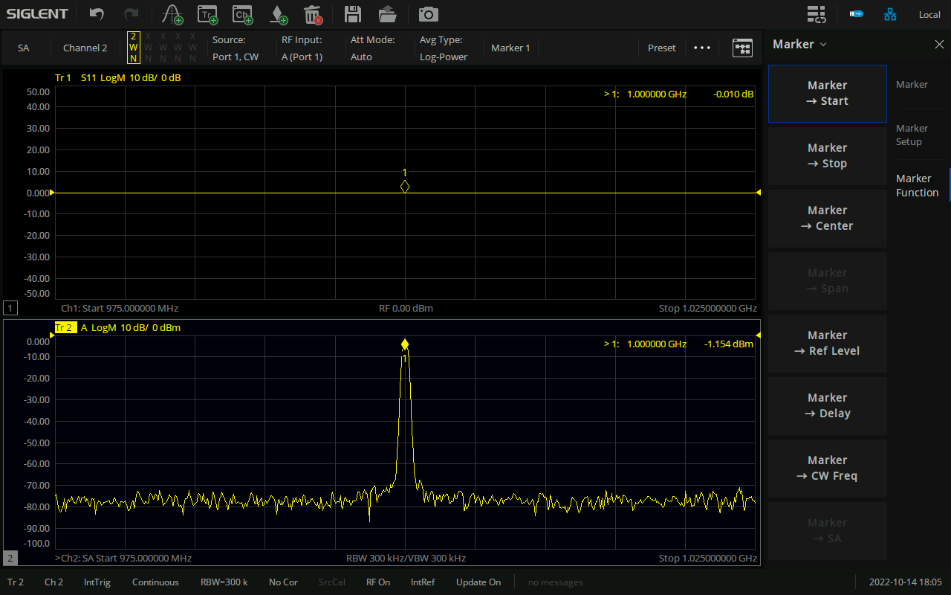 SIGLENT
Tr
Ch
Local
SA
Channel 2
2 X X X X
W W W W W
N N N N N
Source:
Port 1, CW
RF Input:
A (Port 1)
Att Mode:
Auto
Avg Type:
Log-Power
Marker 1
Preset
...
Marker
Tr 1 S11 LogM 10 dB/ 0 dB
> 1: 1.000000 GHz -0.010 dB
50.00
40.00
30.00
20.00
10.00
0.000
-10.00
-20.00
-30.00
-40.00
-50.00
1
1
Ch1: Start 975.000000 MHz
RF 0.00 dBm
Stop 1.025000000 GHz
Tr 2 A LogM 10 dB/ 0 dBm
> 1: 1.000000 GHz -1.154 dBm
0.000
-10.00
-20.00
-30.00
-40.00
-50.00
-60.00
-70.00
-80.00
-90.00
-100.0
1
2
>Ch2: SA Start 975.000000 MHz
RBW 300 kHz/VBW 300 kHz
Stop 1.025000000 GHz
Marker
→ Start
Marker
→ Stop
Marker
→ Center
Marker
→ Span
Marker
→ Ref Level
Marker
→ Delay
Marker
→ CW Freq
Marker
→ SA
Marker
Marker
Setup
Marker
Function
Tr 2
Ch 2
IntTrig
Continuous
RBW=300 k
No Cor
SrcCal
RF On
IntRef
Update On
no messages
2022-10-14 18:05